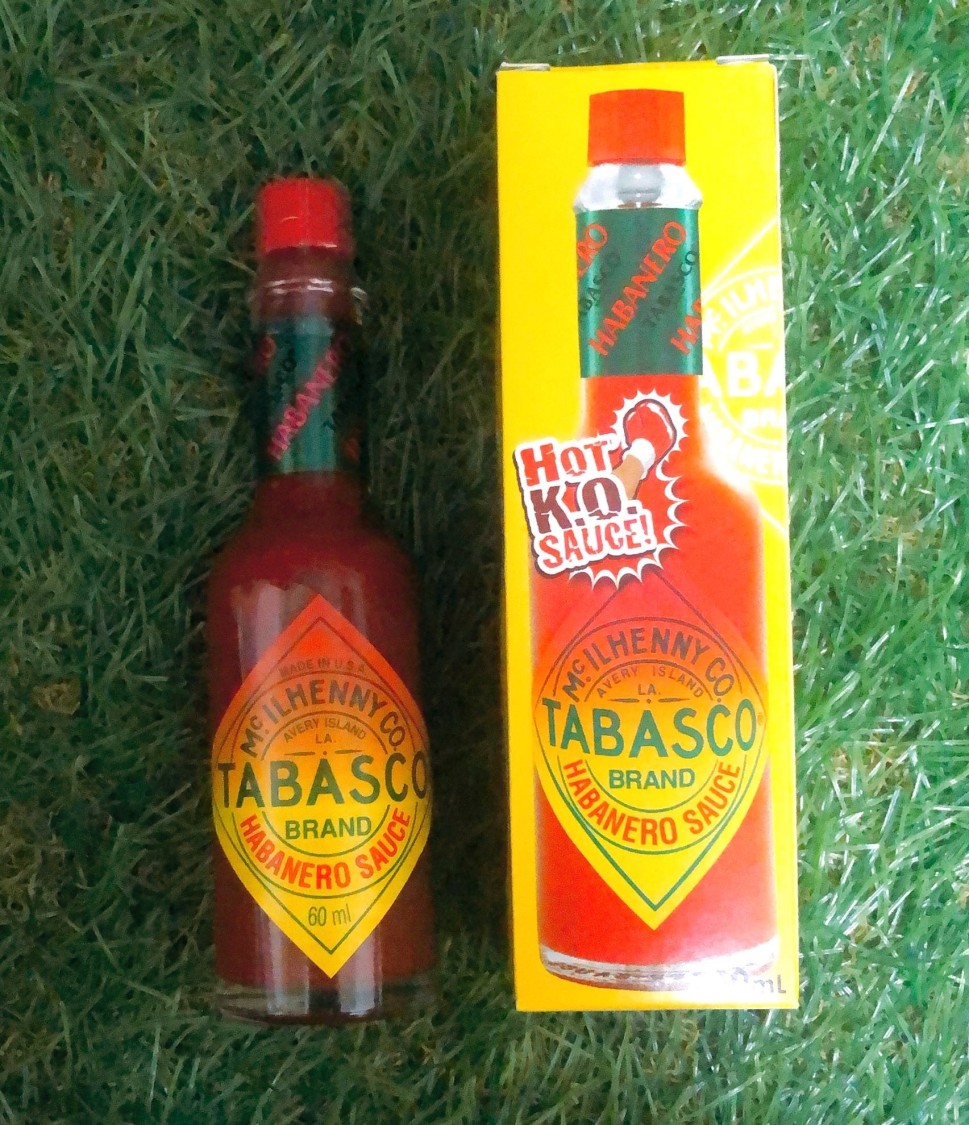 HABANERO
MADE IN U.S.A.
McILHENNY CO.
AVERY ISLAND
LA.
TABASCO
BRAND
HABANERO SAUCE
60 ml
HABANERO
TABASCO
HOT
K.O.
SAUCE!
McILHENNY CO.
AVERY ISLAND
LA.
TABASCO®
BRAND
HABANERO SAUCE
mL